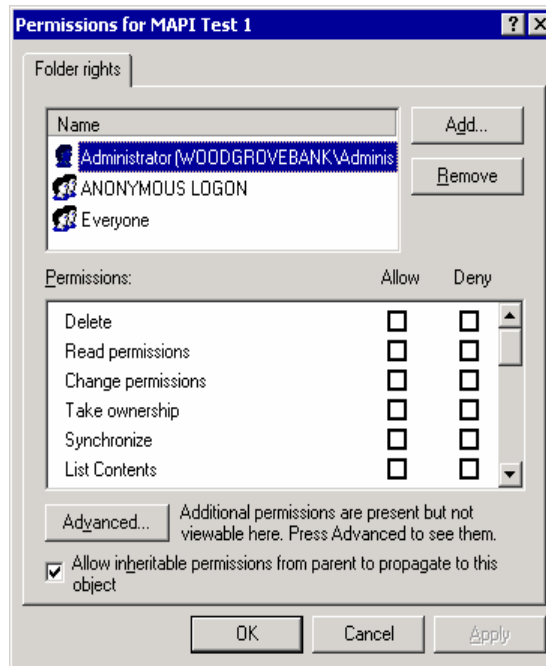 Permissions for MAPI Test 1
Folder rights
Name
Administrator (WOODGROVEBANK\Adminis
ANONYMOUS LOGON
Everyone
Add...
Remove
Permissions:
Allow
Deny
Delete
Read permissions
Change permissions
Take ownership
Synchronize
List Contents
Advanced...
Additional permissions are present but not
viewable here. Press Advanced to see them.
Allow inheritable permissions from parent to propagate to this
object
OK
Cancel
Apply